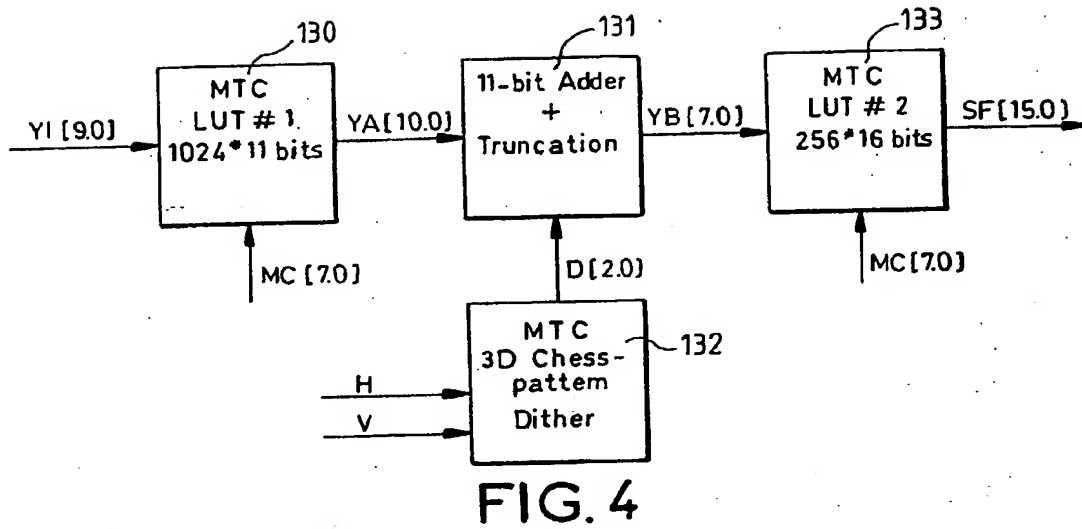 130
131
133
MTC
LUT # 1.
1024* 11 bits
11-bit Adder
+
Truncation
MTC
LUT # 2
256*16 bits
YI [9.0]
YA[10.0]
YB[7.0]
SF[15.0]
MC [7.0]
D[2.0]
MC[7.0]
MTC
3D Chess-
pattem
Dither
132
H
V
FIG. 4